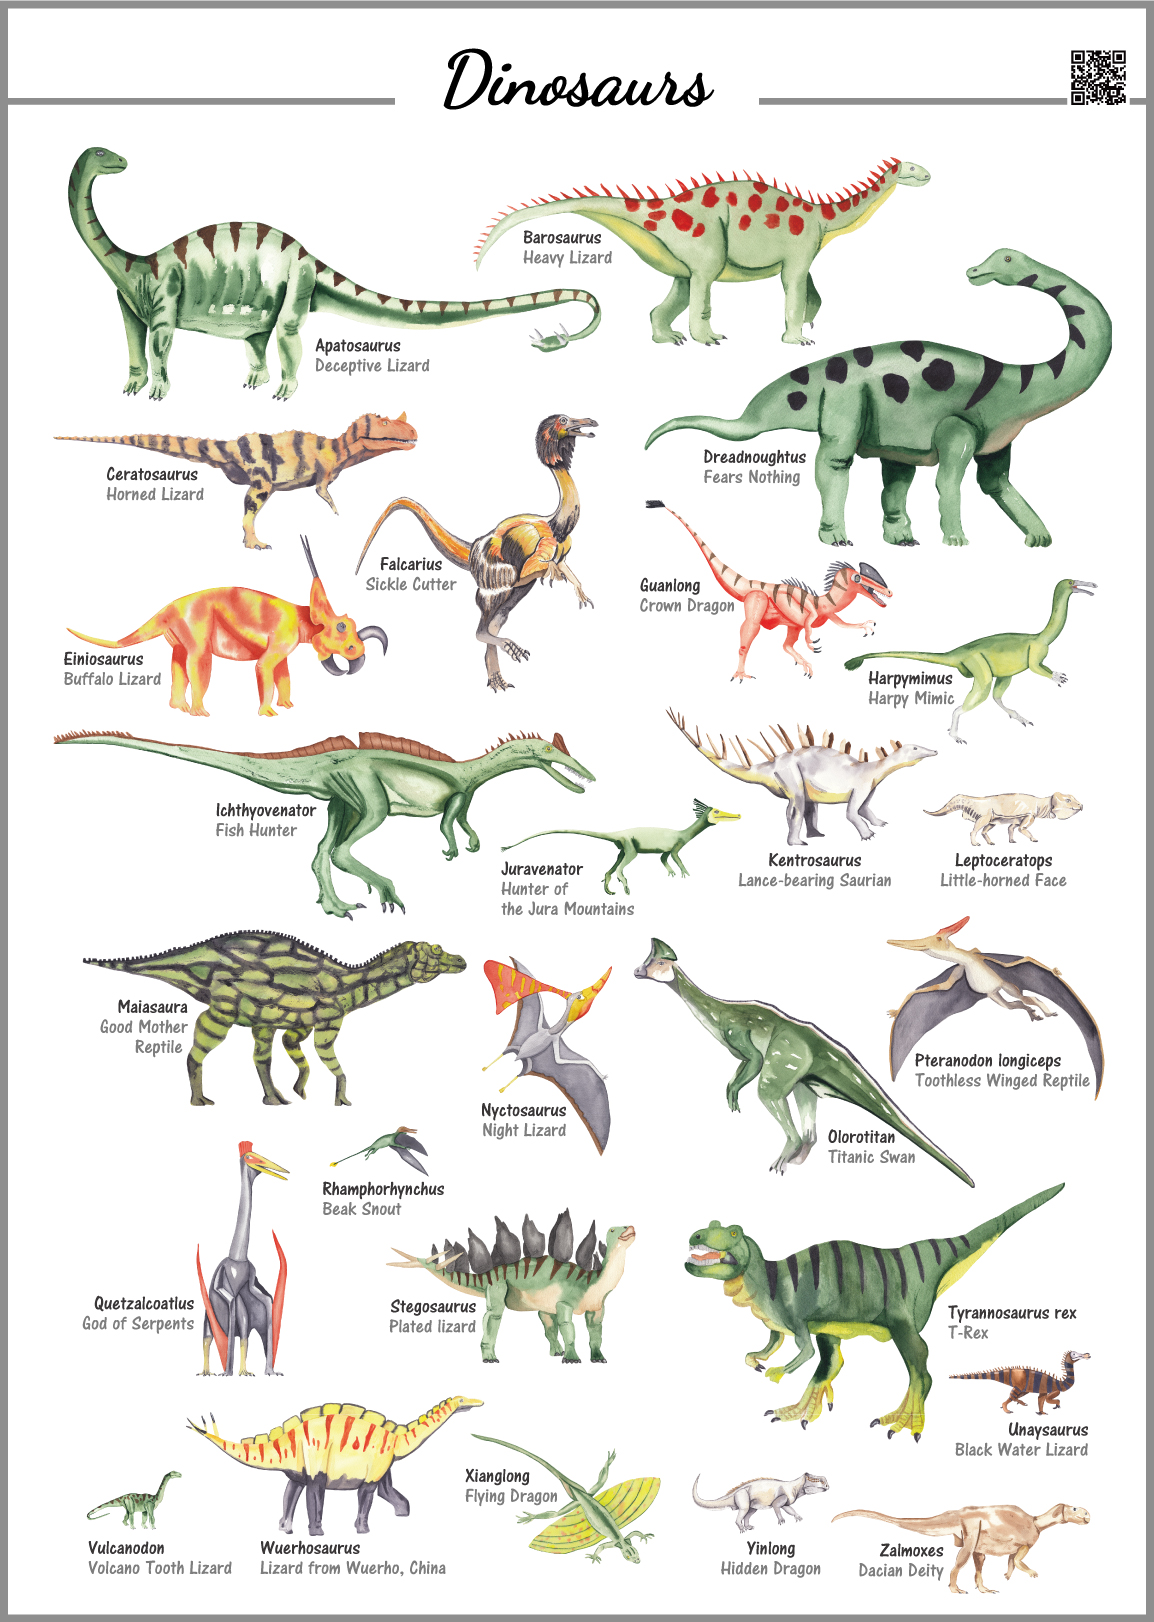 Dinosaurs
Barosaurus
Heavy Lizard
Apatosaurus
Deceptive Lizard
Dreadnoughtus
Fears Nothing
Ceratosaurus
Horned Lizard
Falcarius
Sickle Cutter
Guanlong
Crown Dragon
Einiosaurus
Buffalo Lizard
Harpymimus
Harpy Mimic
Ichthyovenator
Fish Hunter
Juravenator
Hunter of
the Jura Mountains
Kentrosaurus
Lance-bearing Saurian
Leptoceratops
Little-horned Face
Maiasaura
Good Mother
Reptile
Nyctosaurus
Night Lizard
Pteranodon longiceps
Toothless Winged Reptile
Olorotitan
Titanic Swan
Rhamphorhynchus
Beak Snout
Quetzalcoatlus
God of Serpents
Stegosaurus
Plated lizard
Tyrannosaurus rex
T-Rex
Unaysaurus
Black Water Lizard
Xianglong
Flying Dragon
Vulcanodon
Volcano Tooth Lizard
Wuerhosaurus
Lizard from Wuerho, China
Yinlong
Hidden Dragon
Zalmoxes
Dacian Deity